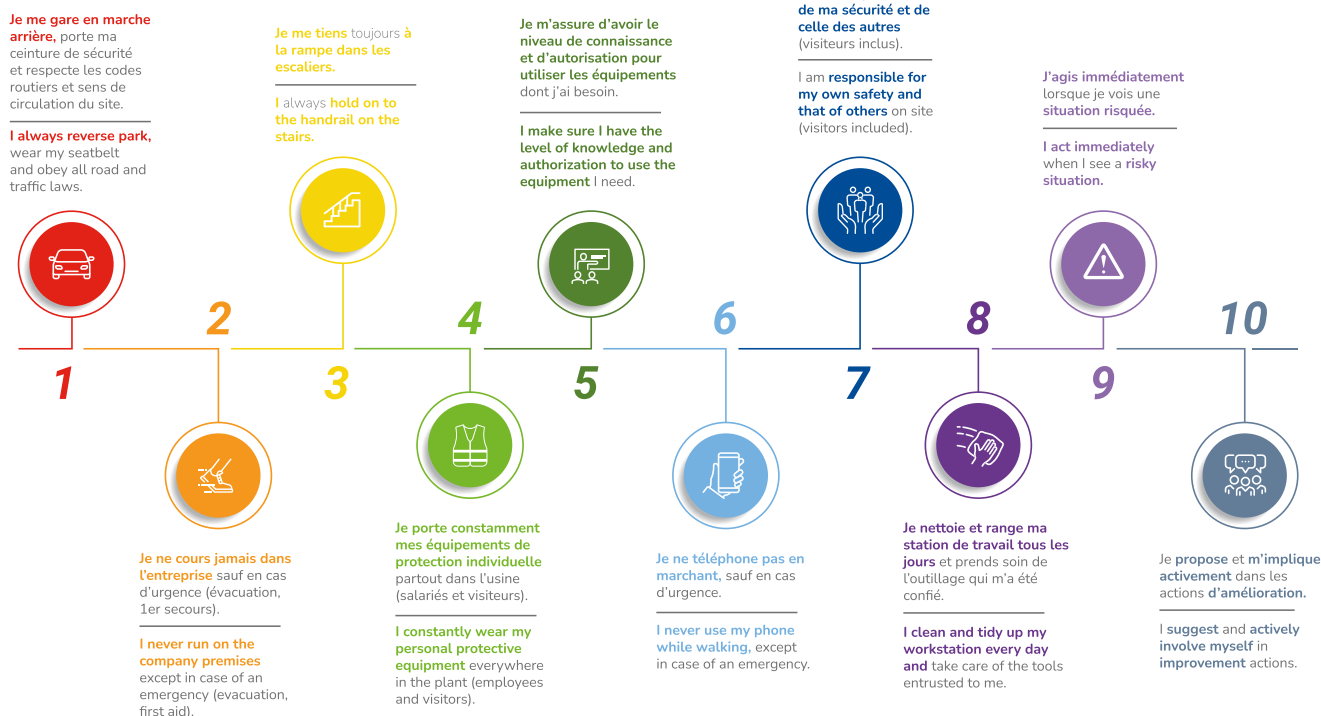 Je me gare en marche
arrière, porte ma
ceinture de sécurité
et respecte les codes
routiers et sens de
circulation du site.
I always reverse park,
wear my seatbelt
and obey all road and
traffic laws.
1
2
Je ne cours jamais dans
l'entreprise sauf en cas
d'urgence (évacuation,
1er secours).
I never run on the
company premises
except in case of an
emergency (evacuation,
first aid).
Je me tiens toujours à
la rampe dans les
escaliers.
I always hold on to
the handrail on the
stairs.
3
4
Je porte constamment
mes équipements de
protection individuelle
partout dans l'usine
(salariés et visiteurs).
I constantly wear my
personal protective
equipment everywhere
in the plant (employees
and visitors).
Je m'assure d'avoir le
niveau de connaissance
et d'autorisation pour
utiliser les équipements
dont j'ai besoin.
I make sure I have the
level of knowledge and
authorization to use the
equipment I need.
5
6
Je ne téléphone pas en
marchant, sauf en cas
d'urgence.
I never use my phone
while walking, except
in case of an emergency.
de ma sécurité et de
celle des autres
(visiteurs inclus).
I am responsible for
my own safety and
that of others on site
(visitors included).
7
8
Je nettoie et range ma
station de travail tous les
jours et prends soin de
l'outillage qui m'a été
confié.
I clean and tidy up my
workstation every day
and take care of the tools
entrusted to me.
J'agis immédiatement
lorsque je vois une
situation risquée.
I act immediately
when I see a risky
situation.
9
10
Je propose et m'implique
activement dans les
actions d'amélioration.
I suggest and actively
involve myself in
improvement actions.